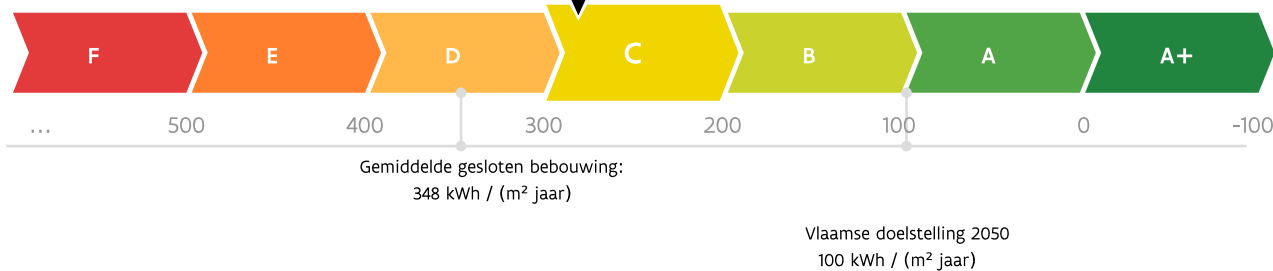 F E D C B A A+
... 500 400 300 200 100 0 -100
Gemiddelde gesloten bebouwing:
348 kWh / (m² jaar)
Vlaamse doelstelling 2050
100 kWh / (m² jaar)